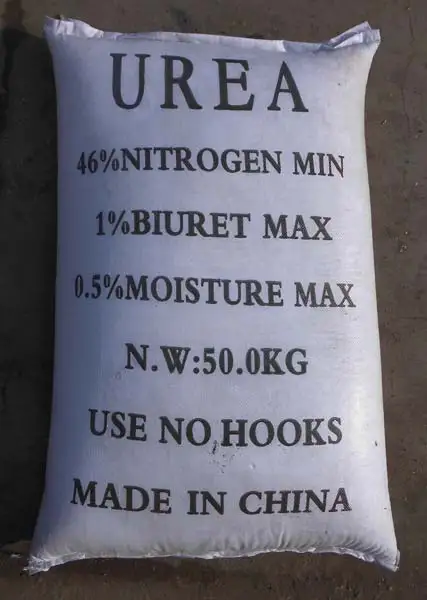 UREA
46%NITROGEN MIN
1%BIURET MAX
0.5%MOISTURE MAX
N.W:50.0KG
USE NO HOOKS
MADE IN CHINA